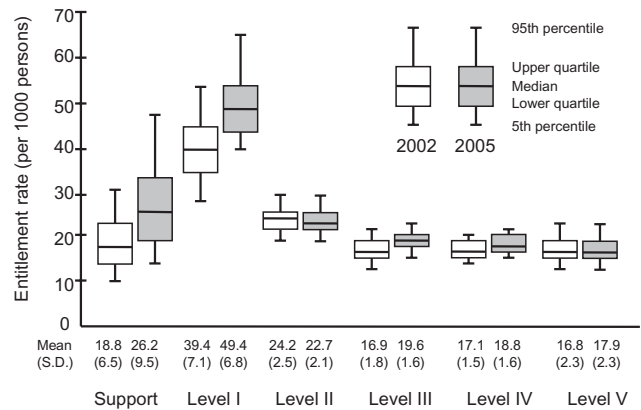 70
60
50
40
30
20
10
0
Entitlement rate (per 1000 persons)
95th percentile
Upper quartile
Median
Lower quartile
5th percentile
2002 2005
Mean 18.8 26.2 39.4 49.4 24.2 22.7 16.9 19.6 17.1 18.8 16.8 17.9
(S.D.) (6.5) (9.5) (7.1) (6.8) (2.5) (2.1) (1.8) (1.6) (1.5) (1.6) (2.3) (2.3)
Support Level I Level II Level III Level IV Level V